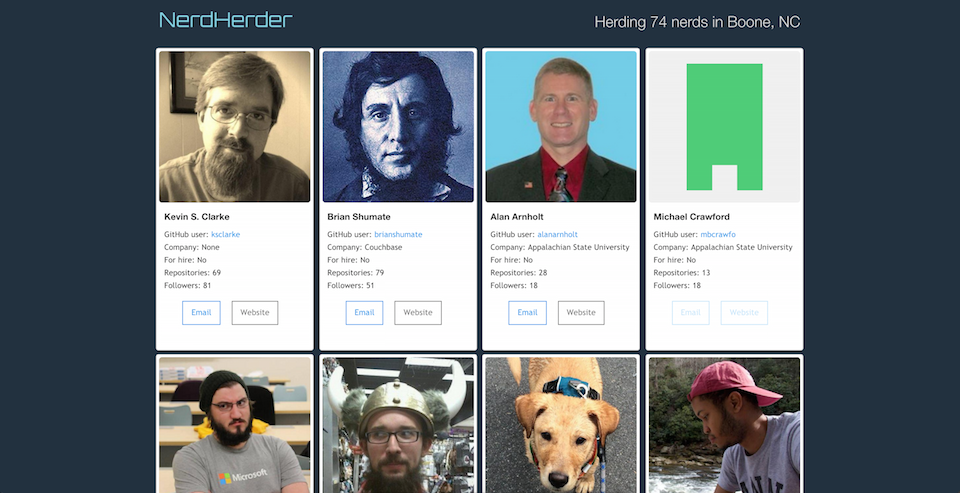 NerdHerder
Herding 74 nerds in Boone, NC
Kevin S. Clarke
GitHub user: ksclarke
Company: None
For hire: No
Repositories: 69
Followers: 81
Email
Website
Brian Shumate
GitHub user: brianshumate
Company: Couchbase
For hire: No
Repositories: 79
Followers: 51
Email
Website
Alan Arnholt
GitHub user: alanarnholt
Company: Appalachian State University
For hire: No
Repositories: 28
Followers: 18
Email
Website
Michael Crawford
GitHub user: mbcrawfo
Company: Appalachian State University
For hire: No
Repositories: 13
Followers: 18
Email
Website
Microsoft